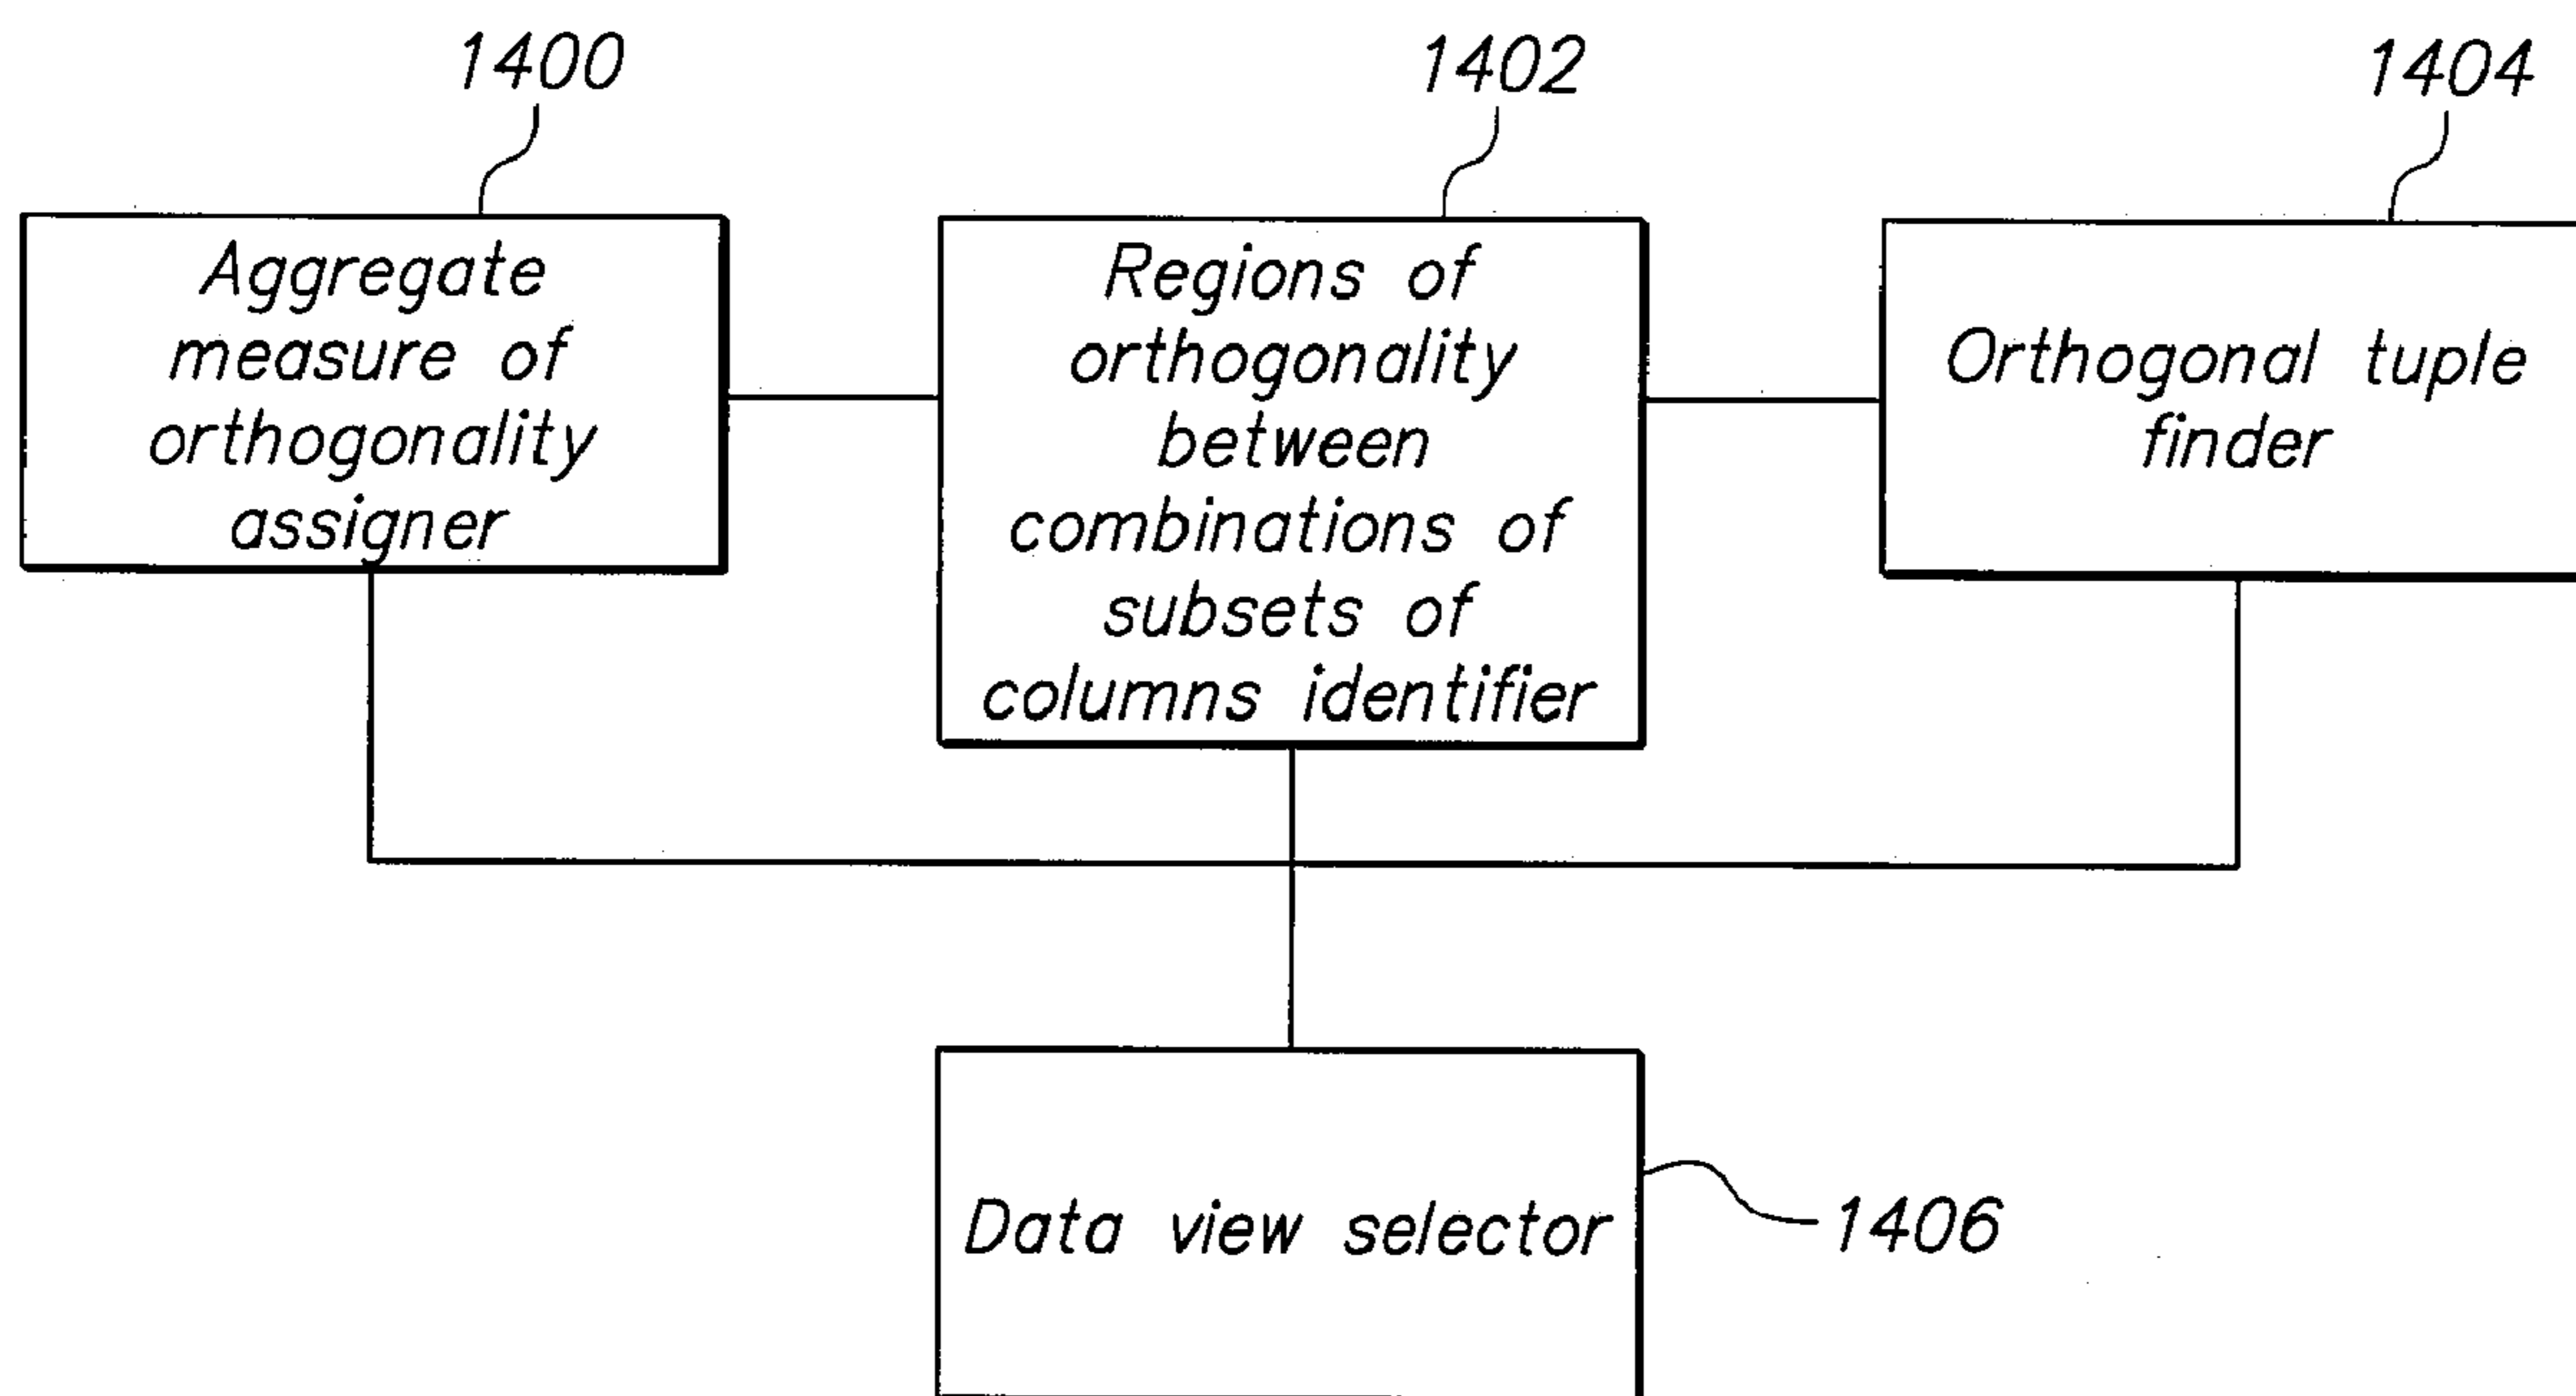 1400
Aggregate
measure of
orthogonality
assigner
1402
Regions of
orthogonality
between
combinations of
subsets of
columns identifier
1404
Orthogonal tuple
finder
Data view selector
1406